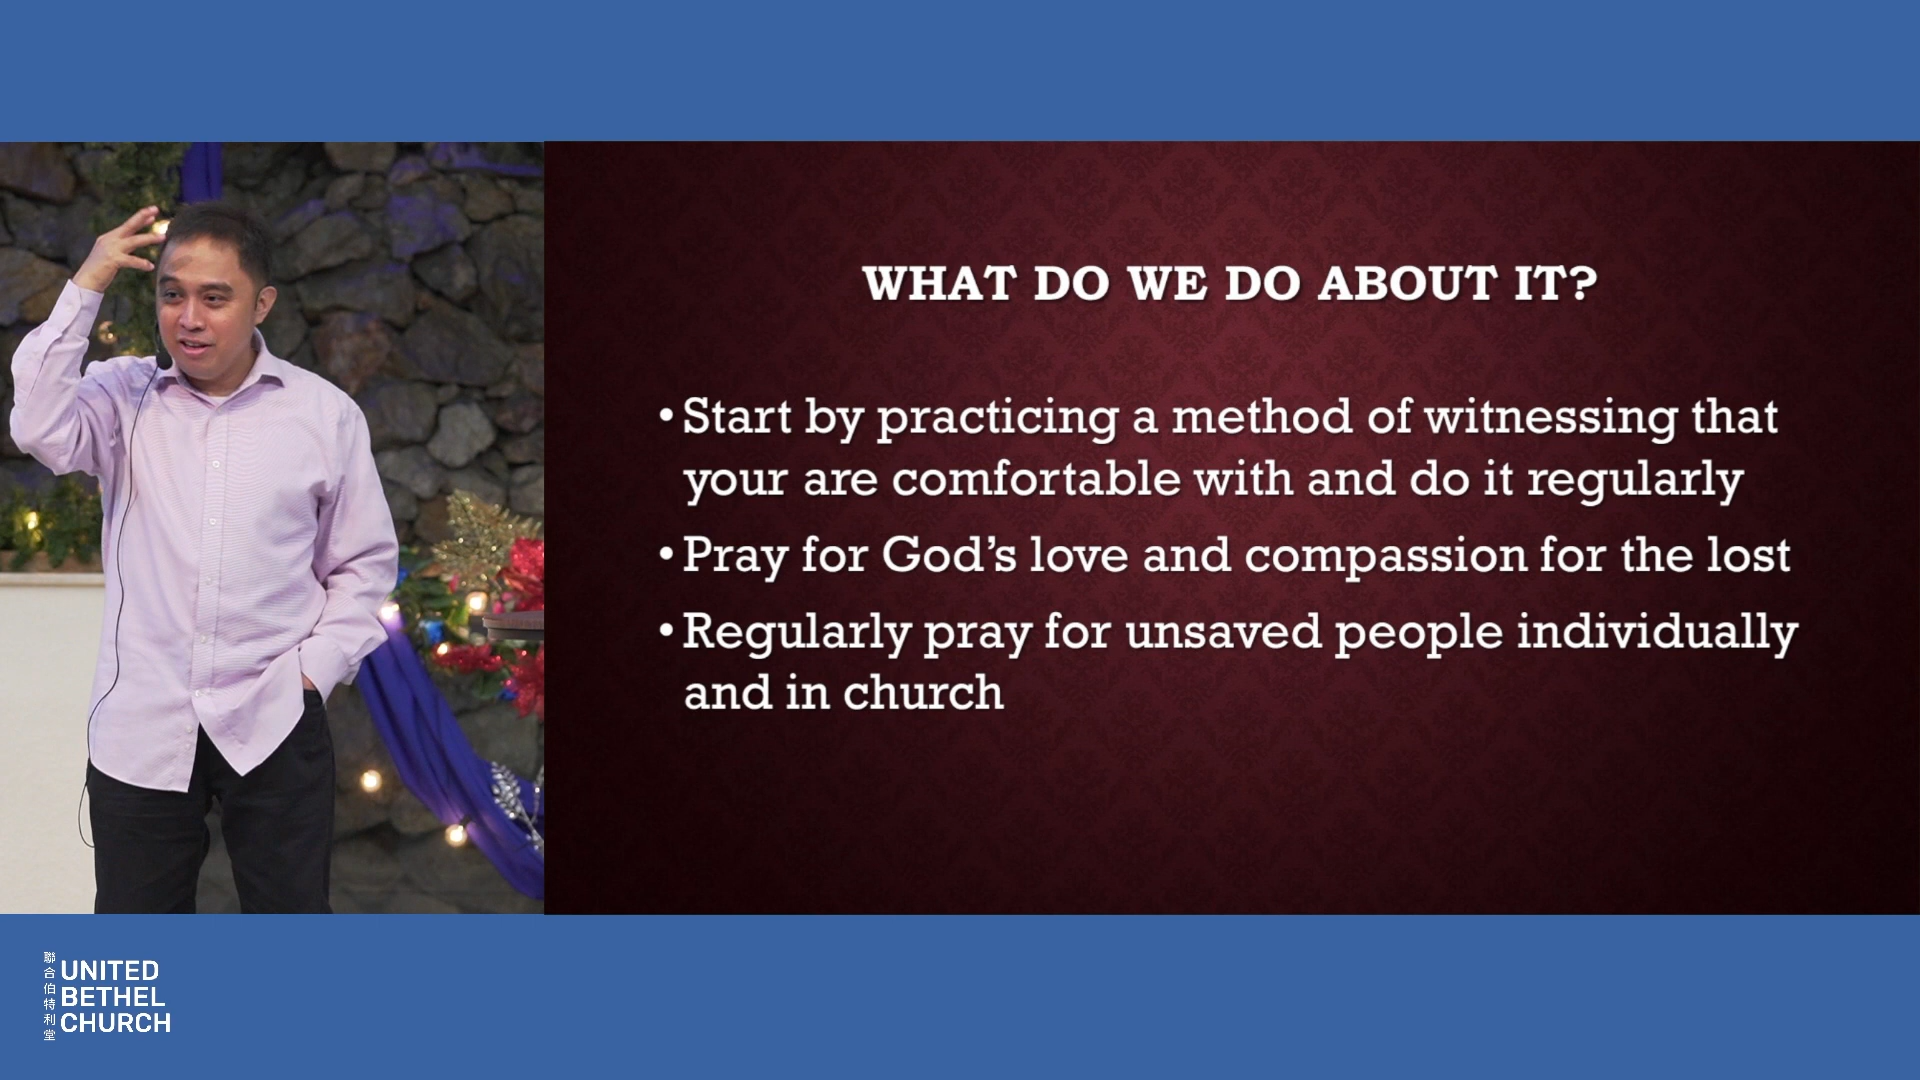 WHAT DO WE DO ABOUT IT?
• Start by practicing a method of witnessing that
your are comfortable with and do it regularly
• Pray for God’s love and compassion for the lost
• Regularly pray for unsaved people individually
and in church
聯合伯特利堂
UNITED
BETHEL
CHURCH